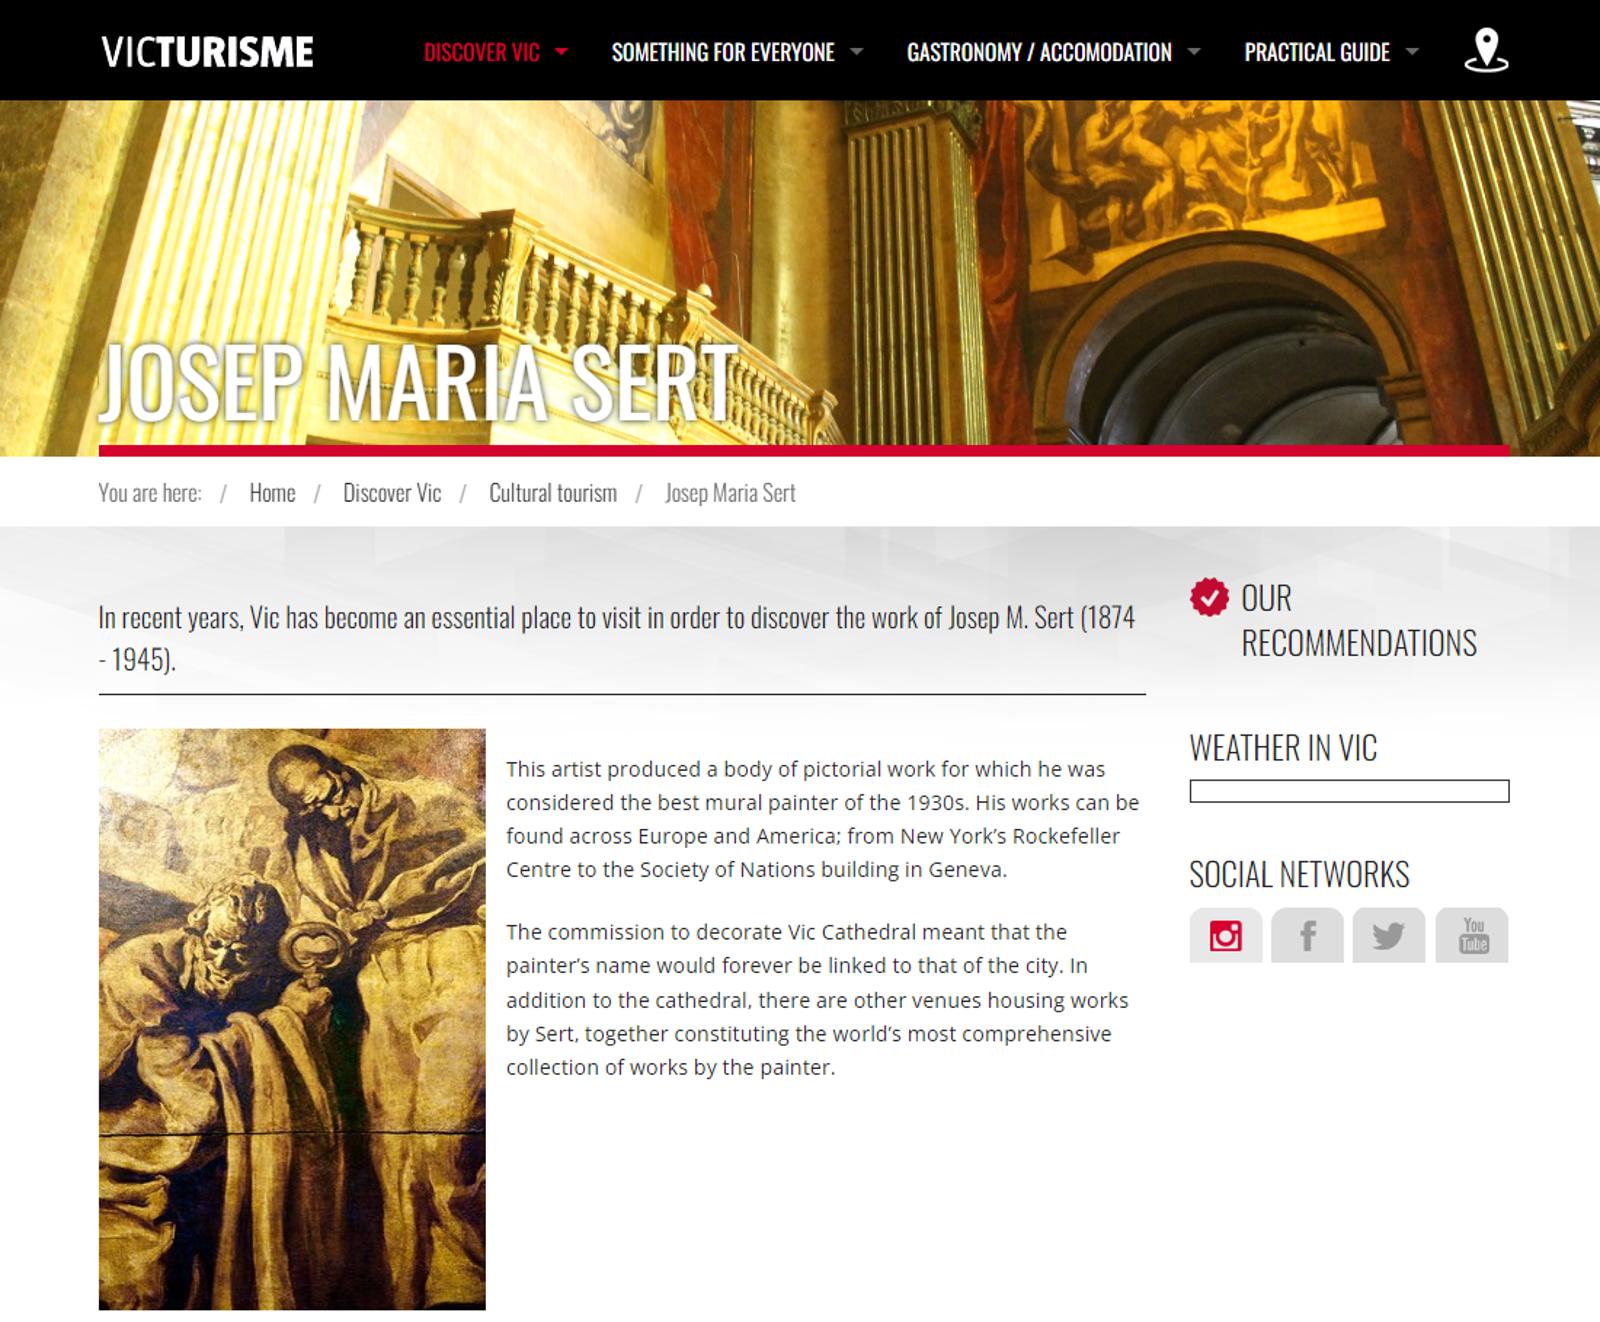 VICTURISME
DISCOVER VIC
SOMETHING FOR EVERYONE
GASTRONOMY / ACCOMODATION
PRACTICAL GUIDE
JOSEP MARIA SERT
You are here: / Home / Discover Vic / Cultural tourism / Josep Maria Sert
In recent years, Vic has become an essential place to visit in order to discover the work of Josep M. Sert (1874
- 1945).
This artist produced a body of pictorial work for which he was
considered the best mural painter of the 1930s. His works can be
found across Europe and America; from New York’s Rockefeller
Centre to the Society of Nations building in Geneva.
The commission to decorate Vic Cathedral meant that the
painter’s name would forever be linked to that of the city. In
addition to the cathedral, there are other venues housing works
by Sert, together constituting the world’s most comprehensive
collection of works by the painter.
OUR
RECOMMENDATIONS
WEATHER IN VIC
SOCIAL NETWORKS
You
Tube